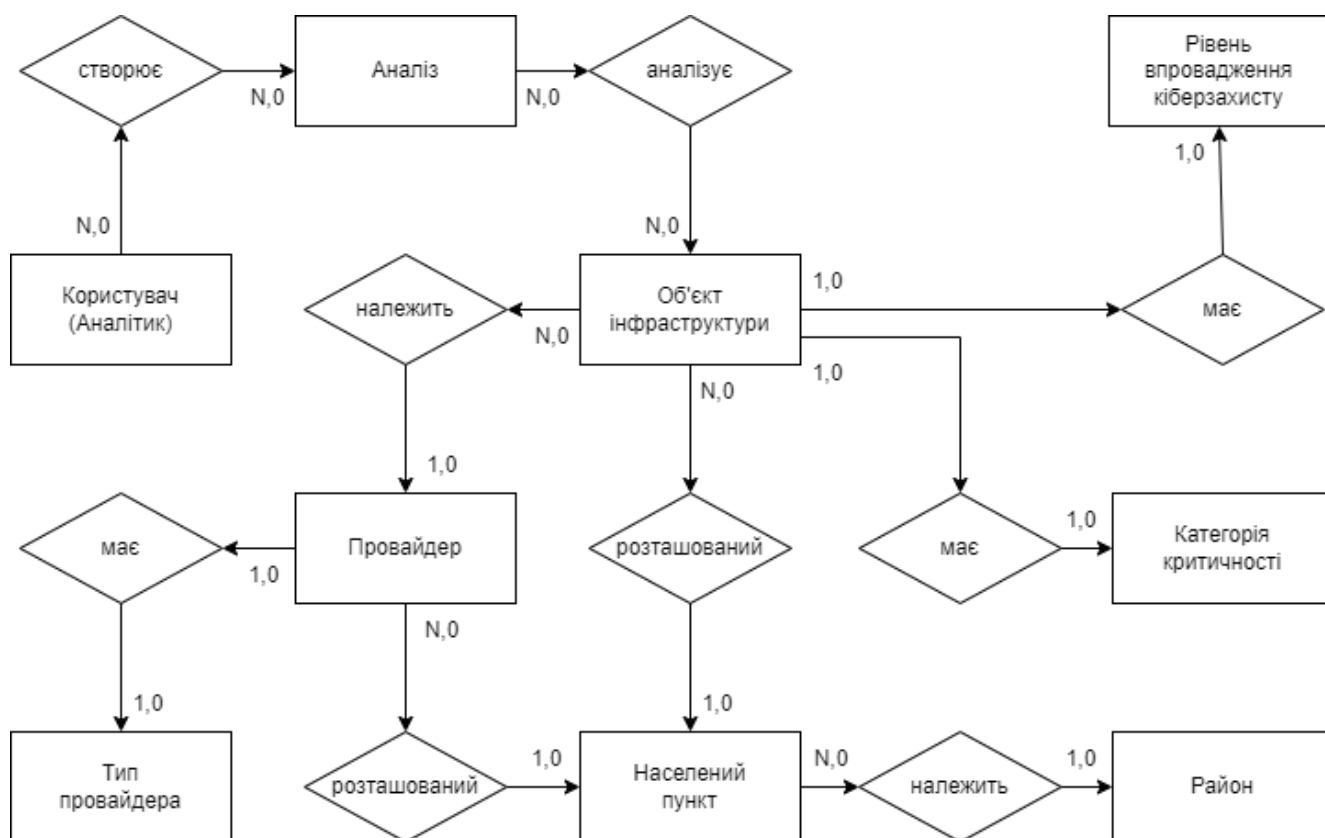 створює
N,0
Аналіз
N,0
аналізує
Рівень
впровадження
кіберзахисту
1,0
N,0
N,0
Користувач
(Аналітик)
належить
N,0
Об'єкт
інфраструктури
1,0
1,0
має
N,0
1,0
1,0
має
1,0
Провайдер
N,0
розташований
має
1,0
Категорія
критичності
1,0
1,0
Тип
провайдера
розташований
1,0
Населений
пункт
N,0
належить
1,0
Район